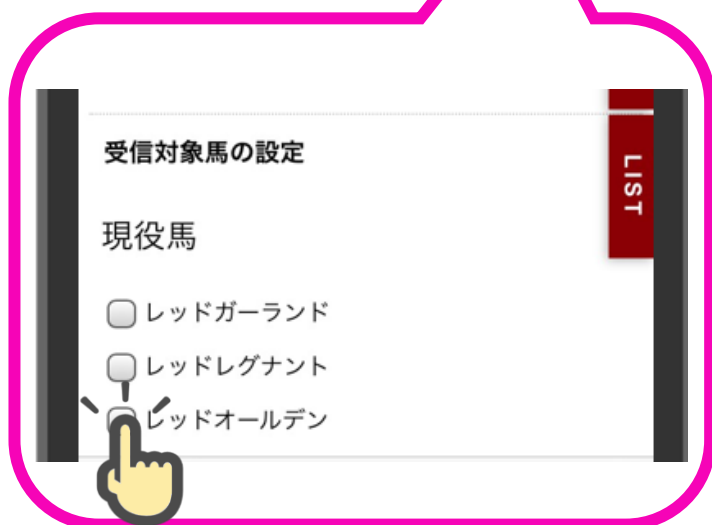 受信対象馬の設定
LIST
現役馬
レッドガーランド
レッドレグナント
レッドオールデン